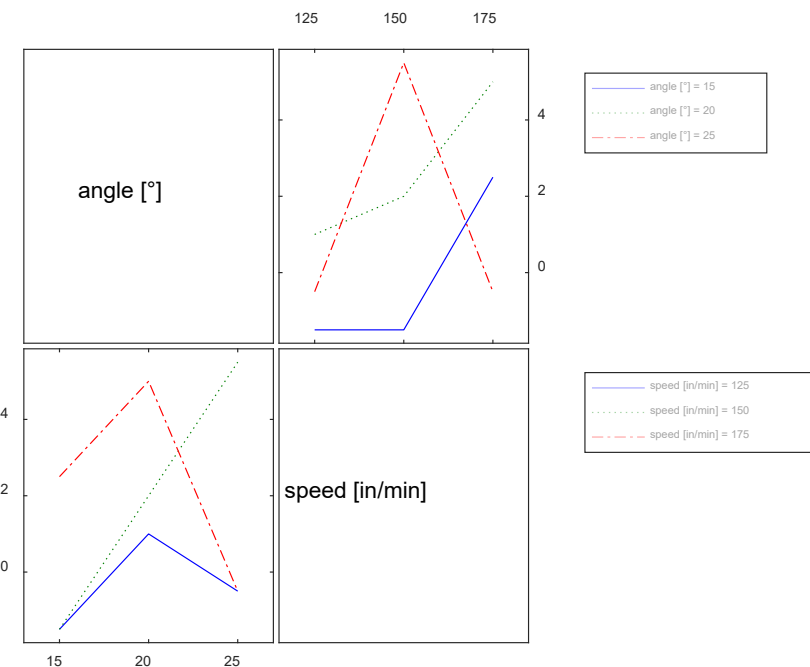 125 150 175
angle [°]
4
2
0
angle [°] = 15
angle [°] = 20
angle [°] = 25
4
2
0
15 20 25
speed [in/min]
speed [in/min] = 125
speed [in/min] = 150
speed [in/min] = 175